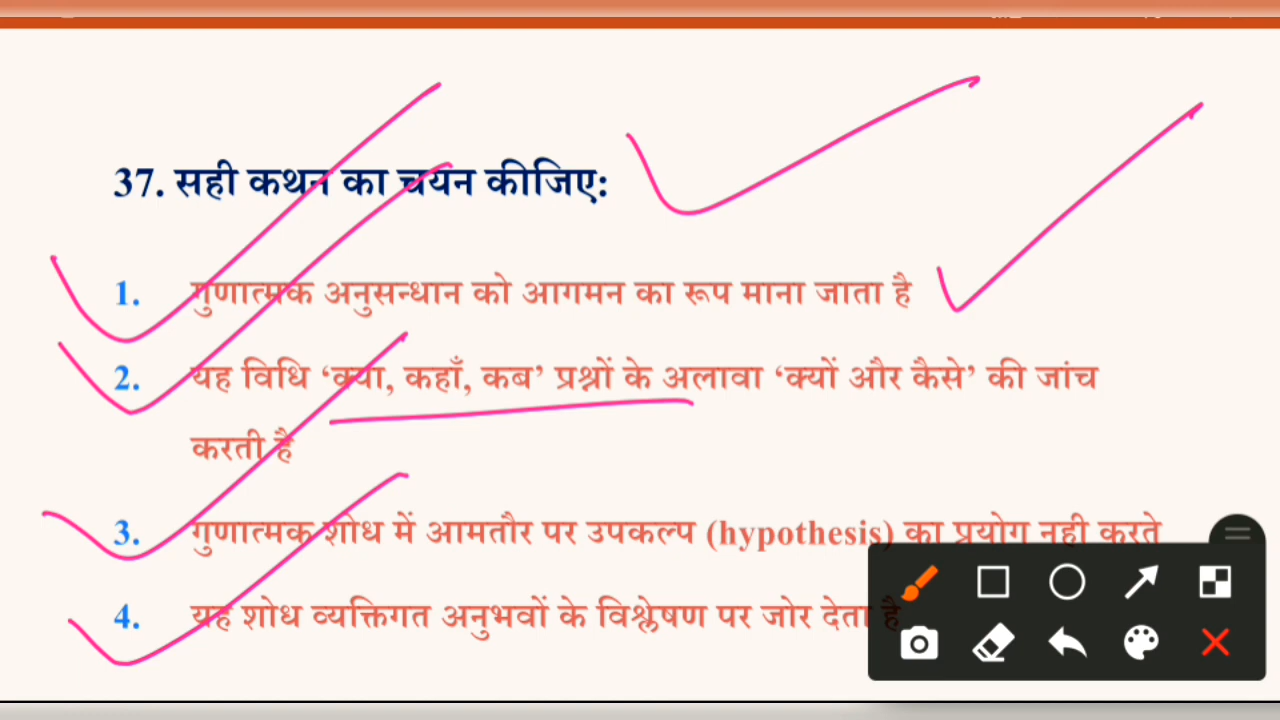 37. सही कथन का चयन कीजिए:
1. गुणात्मक अनुसन्धान को आगमन का रूप माना जाता है
2. यह विधि ‘क्या, कहाँ, कब’ प्रश्नों के अलावा ‘क्यों और कैसे’ की जांच
करती है
3. गुणात्मक शोध में आमतौर पर उपकल्प (hypothesis) का प्रयोग नही करते
4. यह शोध व्यक्तिगत अनुभवों के विश्लेषण पर जोर देता है